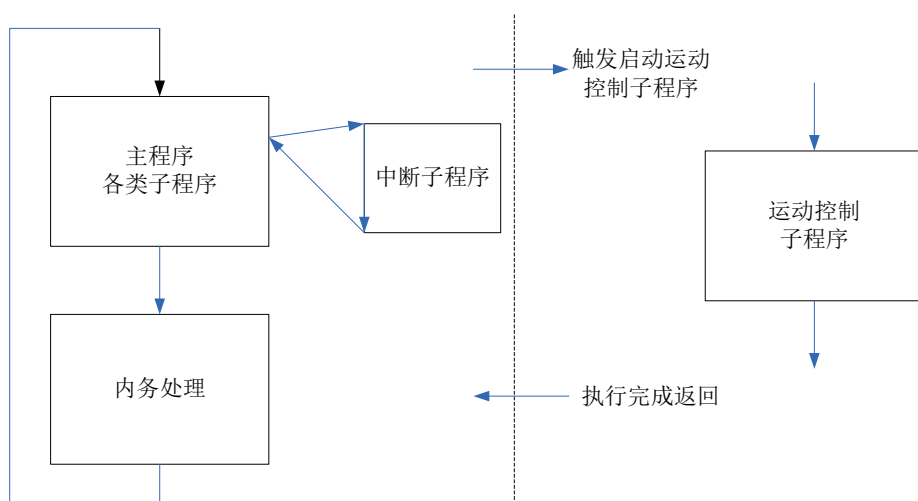 触发启动运动
控制子程序
主程序
各类子程序
中断子程序
运动控制
子程序
内务处理
执行完成返回